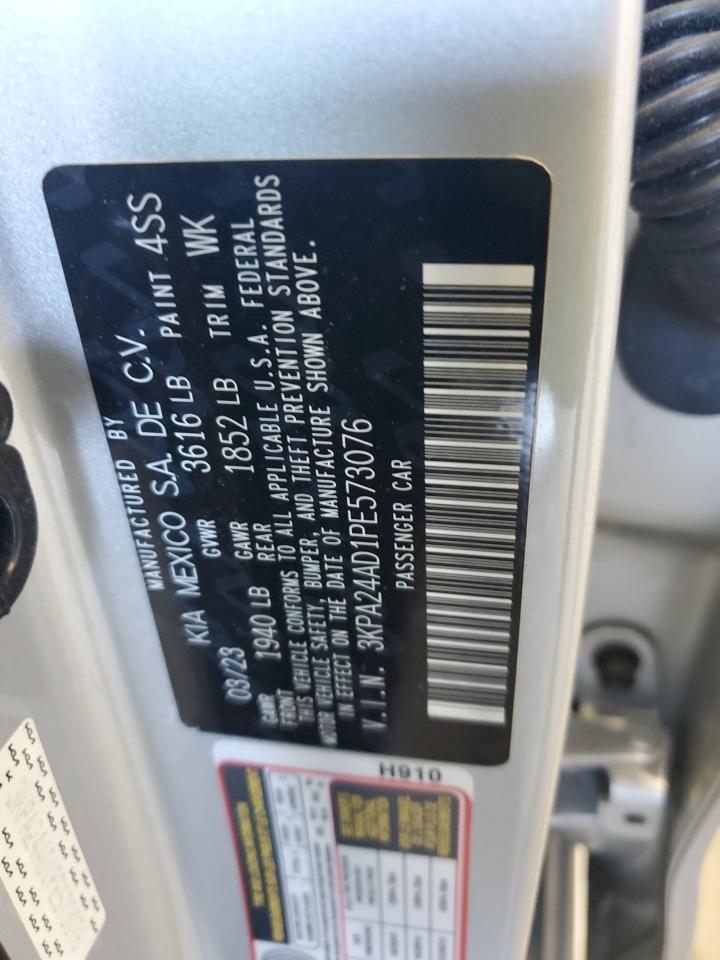 MANUFACTURED BY
KIA MEXICO S.A. DE C.V.
03/23 GVWR 3616 LB PAINT 4SS
GAWR FRONT 1940 LB GAWR REAR 1852 LB TRIM WK
THIS VEHICLE CONFORMS TO ALL APPLICABLE U.S.A. FEDERAL
MOTOR VEHICLE SAFETY, BUMPER, AND THEFT PREVENTION STANDARDS
IN EFFECT ON THE DATE OF MANUFACTURE SHOWN ABOVE.
V.I.N. 3KPA24AD1PE573076
PASSENGER CAR
H910